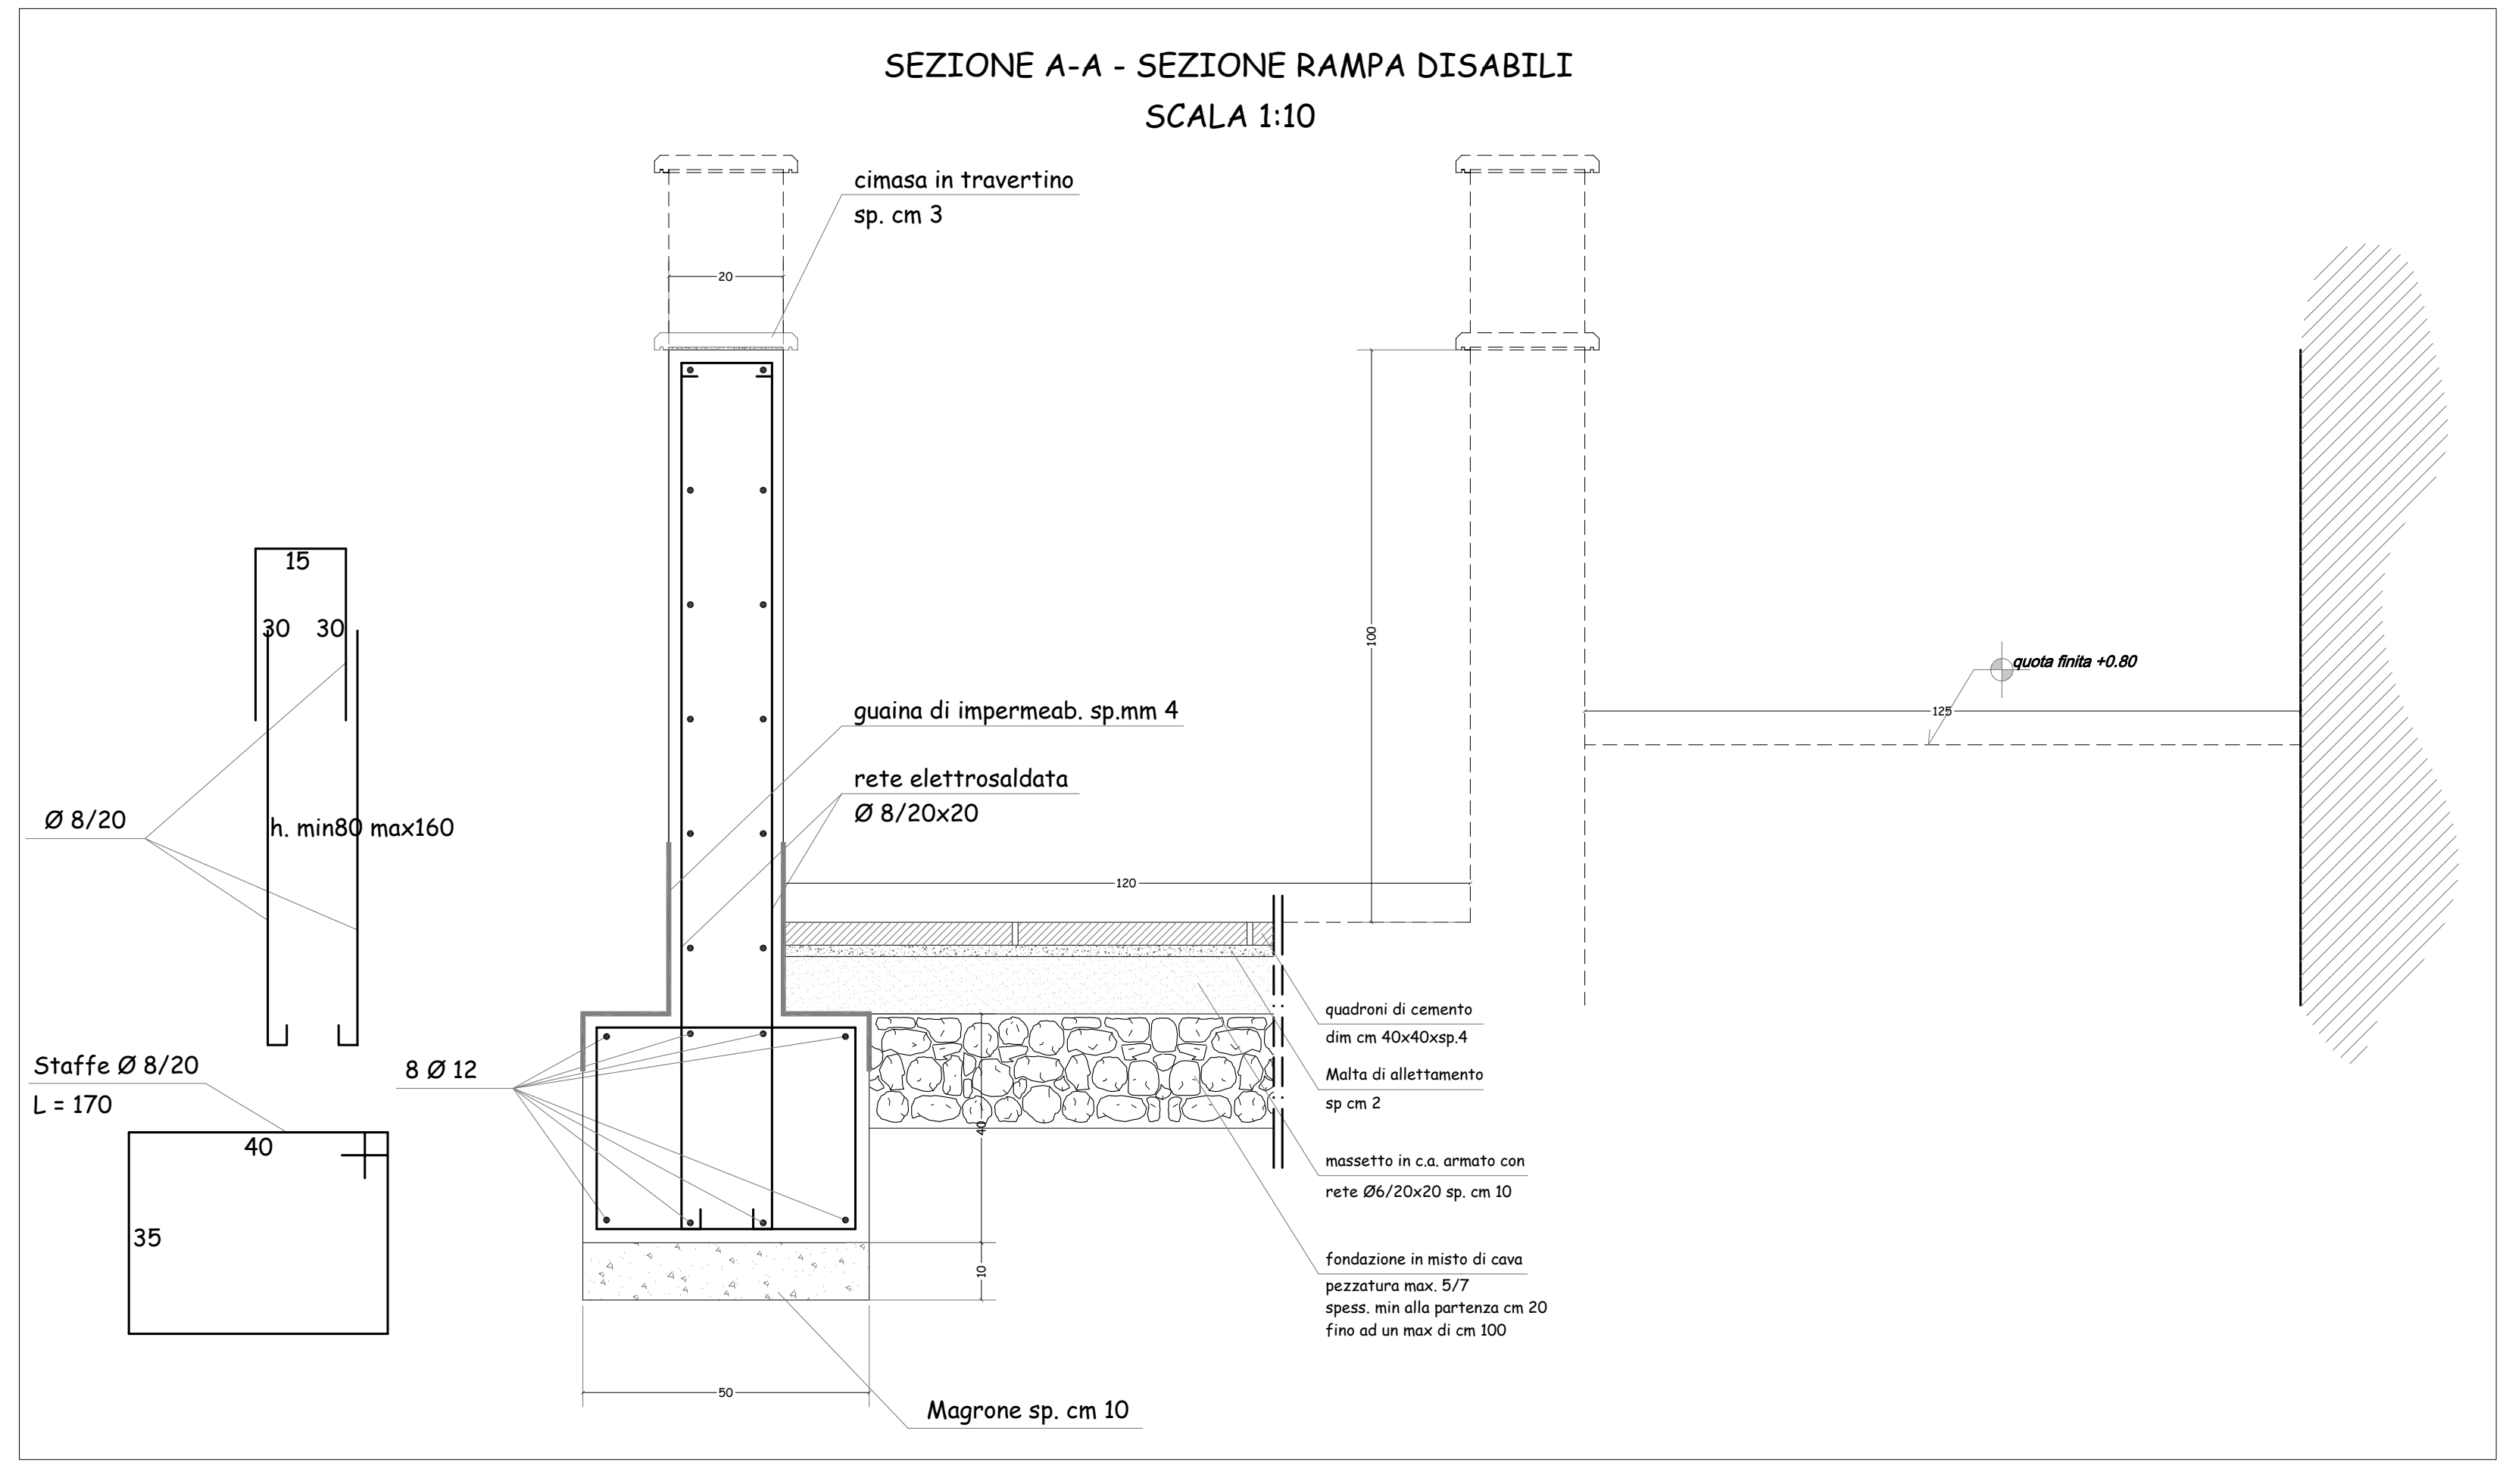 SEZIONE A-A - SEZIONE RAMPA DISABILI
SCALA 1:10
cimasa in travertino
sp. cm 3
20
15
30 30
100
quota finita +0.80
125
guaina di impermeab. sp.mm 4
rete elettrosaldata
Ø 8/20x20
Ø 8/20
h. min80 max160
120
quadroni di cemento
dim cm 40x40xsp.4
Staffe Ø 8/20
L = 170
8 Ø 12
Malta di allettamento
sp cm 2
40
40
35
massetto in c.a. armato con
rete Ø6/20x20 sp. cm 10
10
fondazione in misto di cava
pezzatura max. 5/7
spess. min alla partenza cm 20
fino ad un max di cm 100
50
Magrone sp. cm 10